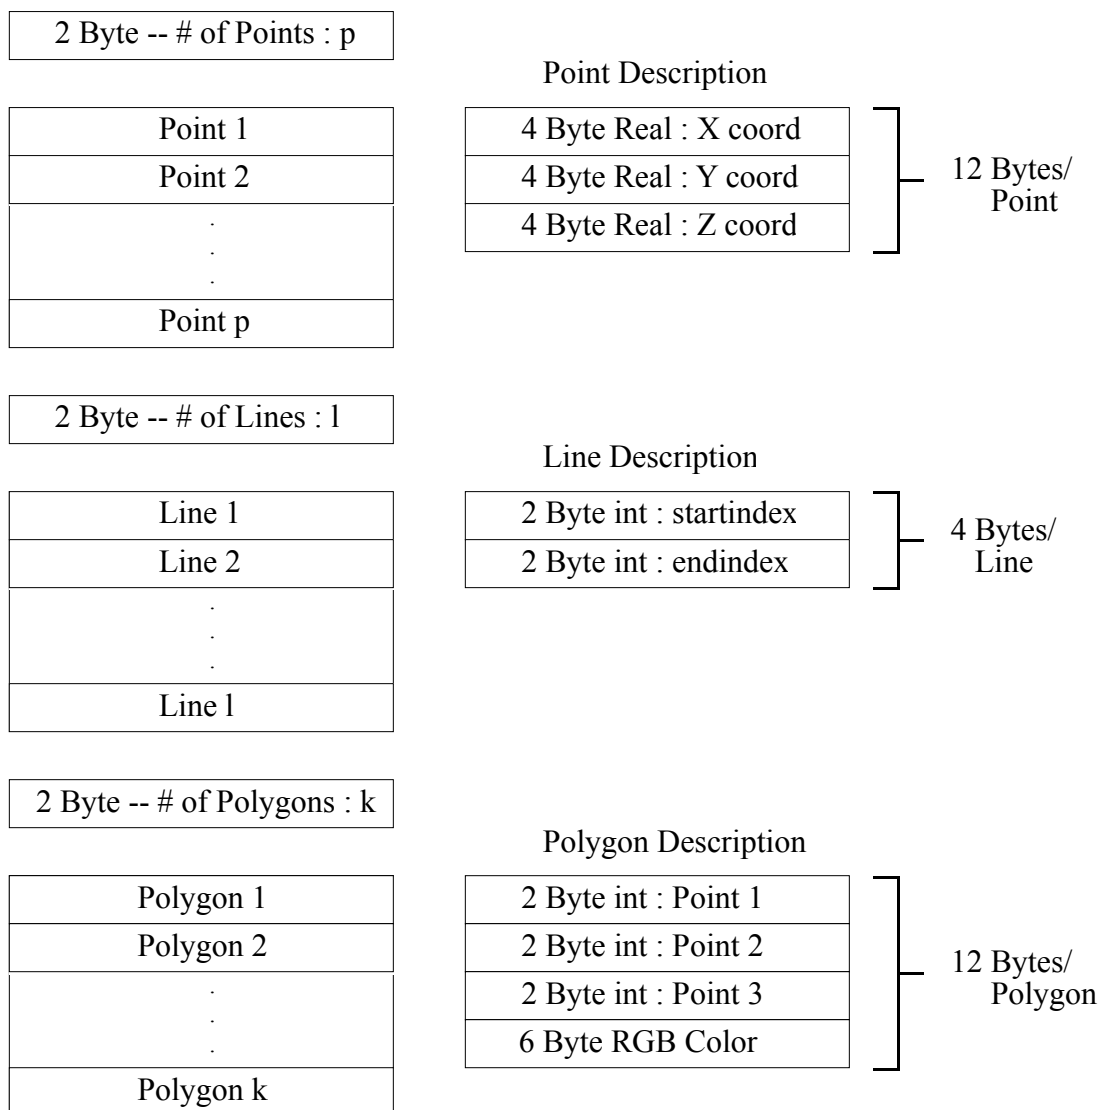 2 Byte -- # of Points : p
Point Description
Point 1
Point 2
.
.
.
Point p
4 Byte Real : X coord
4 Byte Real : Y coord
4 Byte Real : Z coord
12 Bytes/
Point
2 Byte -- # of Lines : l
Line Description
Line 1
Line 2
.
.
.
Line l
2 Byte int : startindex
2 Byte int : endindex
4 Bytes/
Line
2 Byte -- # of Polygons : k
Polygon Description
Polygon 1
Polygon 2
.
.
.
Polygon k
2 Byte int : Point 1
2 Byte int : Point 2
2 Byte int : Point 3
6 Byte RGB Color
12 Bytes/
Polygon